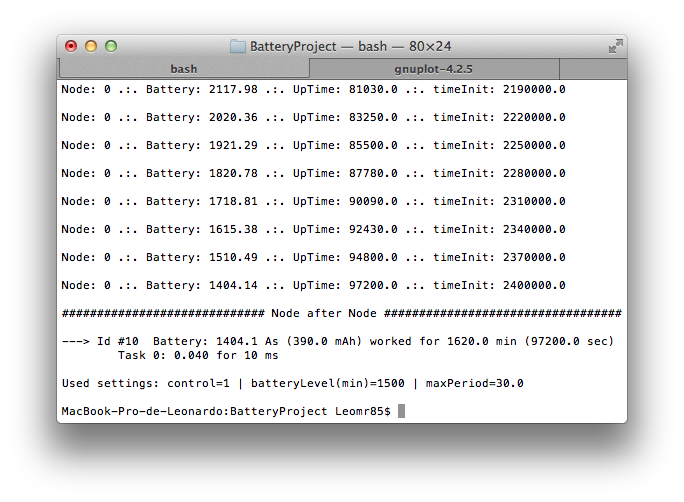 BatteryProject — bash — 80×24
bash gnuplot-4.2.5
Node: 0 .:. Battery: 2117.98 .:. UpTime: 81030.0 .:. timeInit: 2190000.0
Node: 0 .:. Battery: 2020.36 .:. UpTime: 83250.0 .:. timeInit: 2220000.0
Node: 0 .:. Battery: 1921.29 .:. UpTime: 85500.0 .:. timeInit: 2250000.0
Node: 0 .:. Battery: 1820.78 .:. UpTime: 87780.0 .:. timeInit: 2280000.0
Node: 0 .:. Battery: 1718.81 .:. UpTime: 90090.0 .:. timeInit: 2310000.0
Node: 0 .:. Battery: 1615.38 .:. UpTime: 92430.0 .:. timeInit: 2340000.0
Node: 0 .:. Battery: 1510.49 .:. UpTime: 94800.0 .:. timeInit: 2370000.0
Node: 0 .:. Battery: 1404.14 .:. UpTime: 97200.0 .:. timeInit: 2400000.0
############################# Node after Node ##################################
---> Id #10  Battery: 1404.1 As (390.0 mAh) worked for 1620.0 min (97200.0 sec)
        Task 0: 0.040 for 10 ms
Used settings: control=1 | batteryLevel(min)=1500 | maxPeriod=30.0
MacBook-Pro-de-Leonardo:BatteryProject Leomr85$